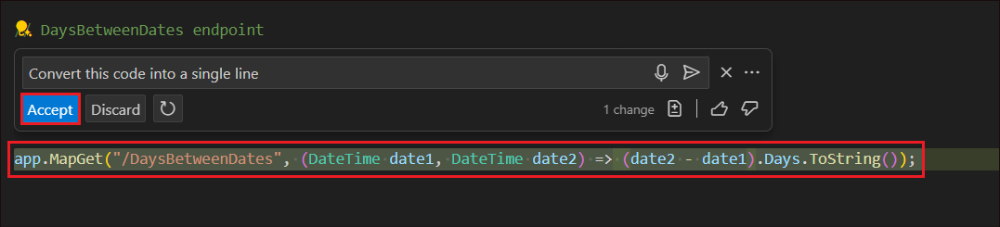 DaysBetweenDates endpoint
Convert this code into a single line
Accept Discard 1 change
app.MapGet("/DaysBetweenDates", (DateTime date1, DateTime date2) => (date2 - date1).Days.ToString());